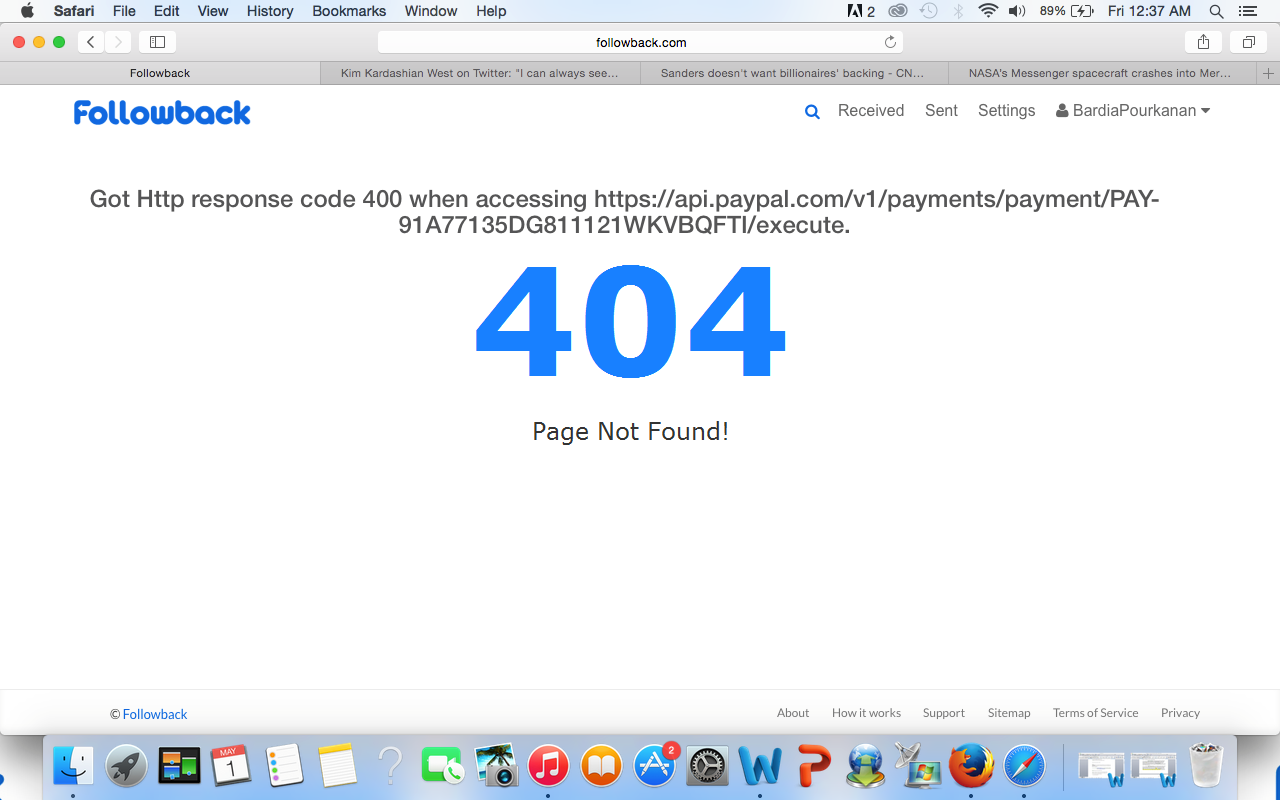 Safari File Edit View History Bookmarks Window Help 2 89% Fri 12:37 AM
followback.com
Followback
Kim Kardashian West on Twitter: "I can always see...
Sanders doesn't want billionaires' backing - CN...
NASA's Messenger spacecraft crashes into Mer...
Followback
Received Sent Settings BardiaPourkanan
Got Http response code 400 when accessing https://api.paypal.com/v1/payments/payment/PAY-
91A77135DG811121WKVBQFTI/execute.
404
Page Not Found!
© Followback
About How it works Support Sitemap Terms of Service Privacy
MAY
1
2